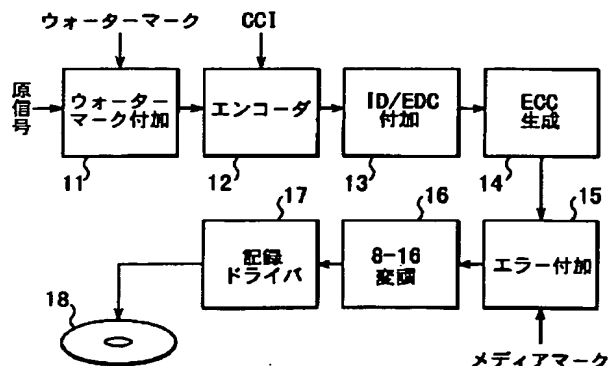 ウォーターマーク
CCI
原信号
ウォーター
マーク付加
エンコーダ
ID/EDC
付加
ECC
生成
11
12
13
14
17
16
15
記録
ドライバ
8-16
変調
エラー付加
18
メディアマーク